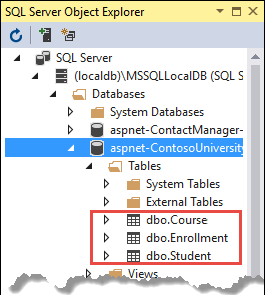 SQL Server Object Explorer
SQL Server
(localdb)\MSSQLLocalDB (SQL S
Databases
System Databases
aspnet-ContactManager-
aspnet-ContosoUniversity
Tables
System Tables
External Tables
dbo.Course
dbo.Enrollment
dbo.Student
Views